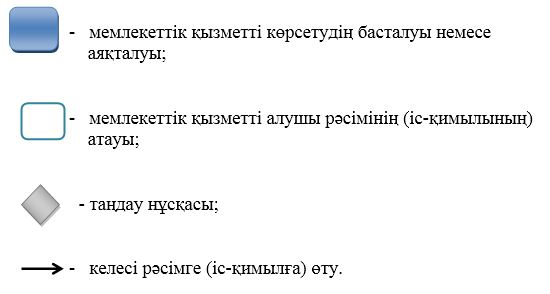 - мемлекеттік қызметті көрсетудің басталуы немесе
аяқталуы;
- мемлекеттік қызметті алушы рәсімінің (іс-қимылының)
атауы;
- таңдау нұсқасы;
- келесі рәсімге (іс-қимылға) өту.